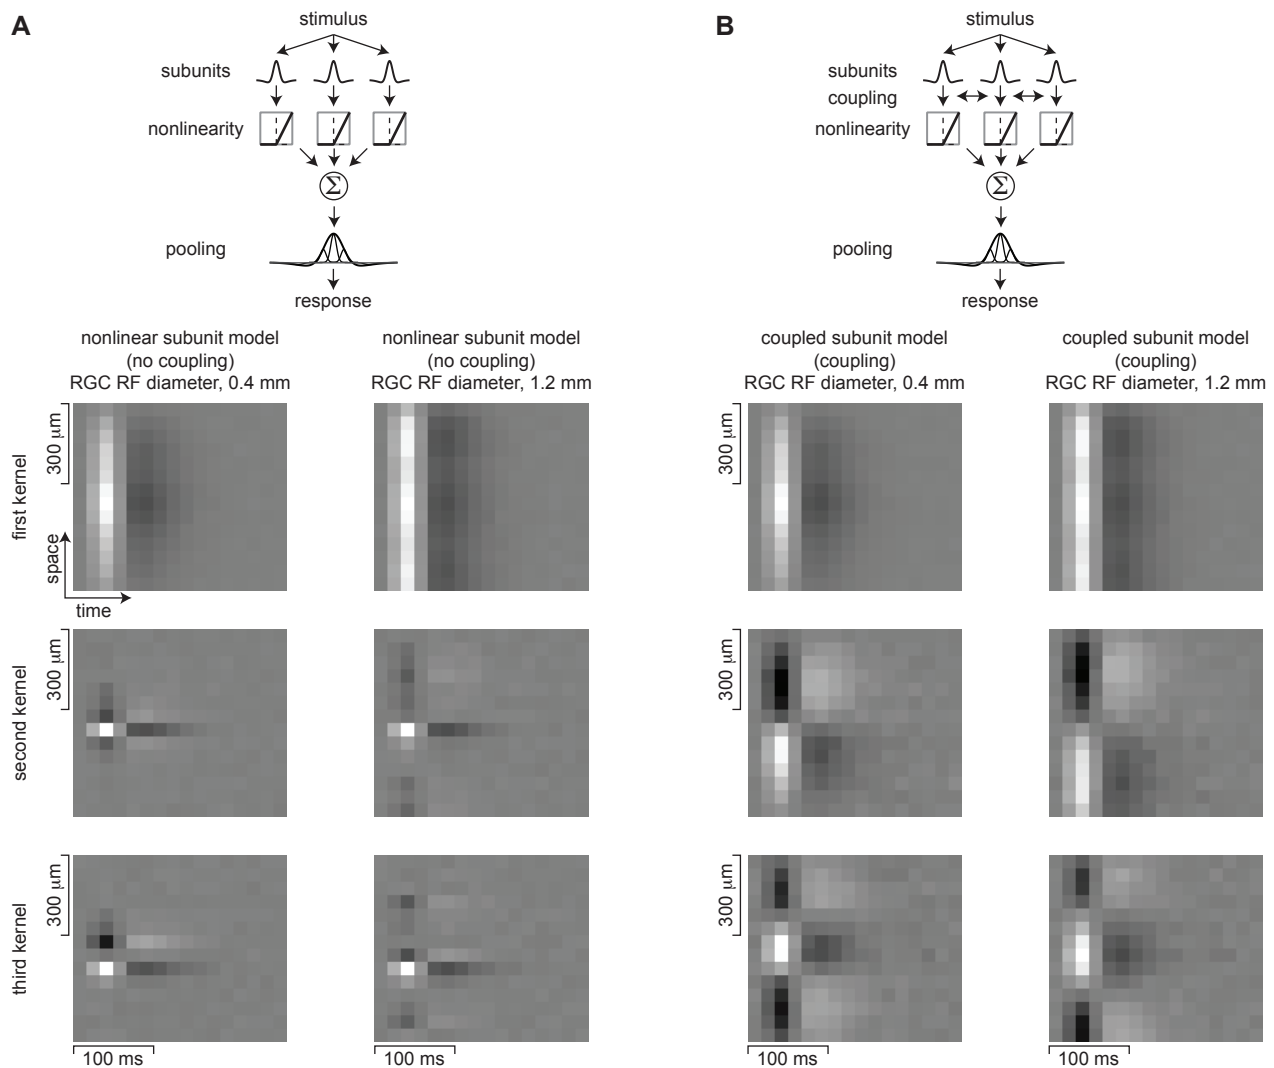 A
stimulus
subunits
nonlinearity
Σ
pooling
response
nonlinear subunit model
(no coupling)
RGC RF diameter, 0.4 mm
nonlinear subunit model
(no coupling)
RGC RF diameter, 1.2 mm
first kernel
300 μm
space
time
second kernel
300 μm
third kernel
300 μm
100 ms
100 ms
B
stimulus
subunits
coupling
nonlinearity
Σ
pooling
response
coupled subunit model
(coupling)
RGC RF diameter, 0.4 mm
coupled subunit model
(coupling)
RGC RF diameter, 1.2 mm
300 μm
300 μm
300 μm
100 ms
100 ms